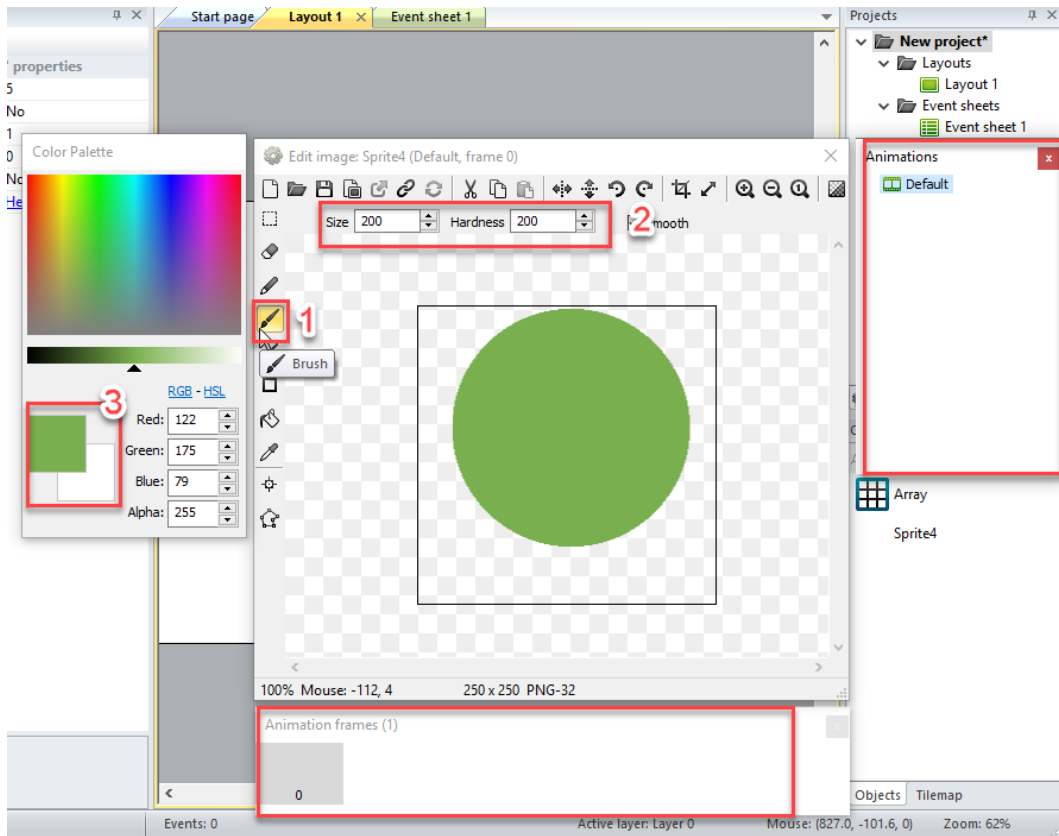 Start page
Layout 1
Event sheet 1
Projects
properties
5
No
1
0
No
He
New project*
Layouts
Layout 1
Event sheets
Event sheet 1
Color Palette
RGB - HSL
3
Red: 122
Green: 175
Blue: 79
Alpha: 255
Edit image: Sprite4 (Default, frame 0)
Size 200 Hardness 200
2
mooth
1
Brush
100% Mouse: -112, 4 250 x 250 PNG-32
Animations
Default
Array
Sprite4
Animation frames (1)
0
Objects Tilemap
Events: 0 Active layer: Layer 0 Mouse: (827.0, -101.6, 0) Zoom: 62%